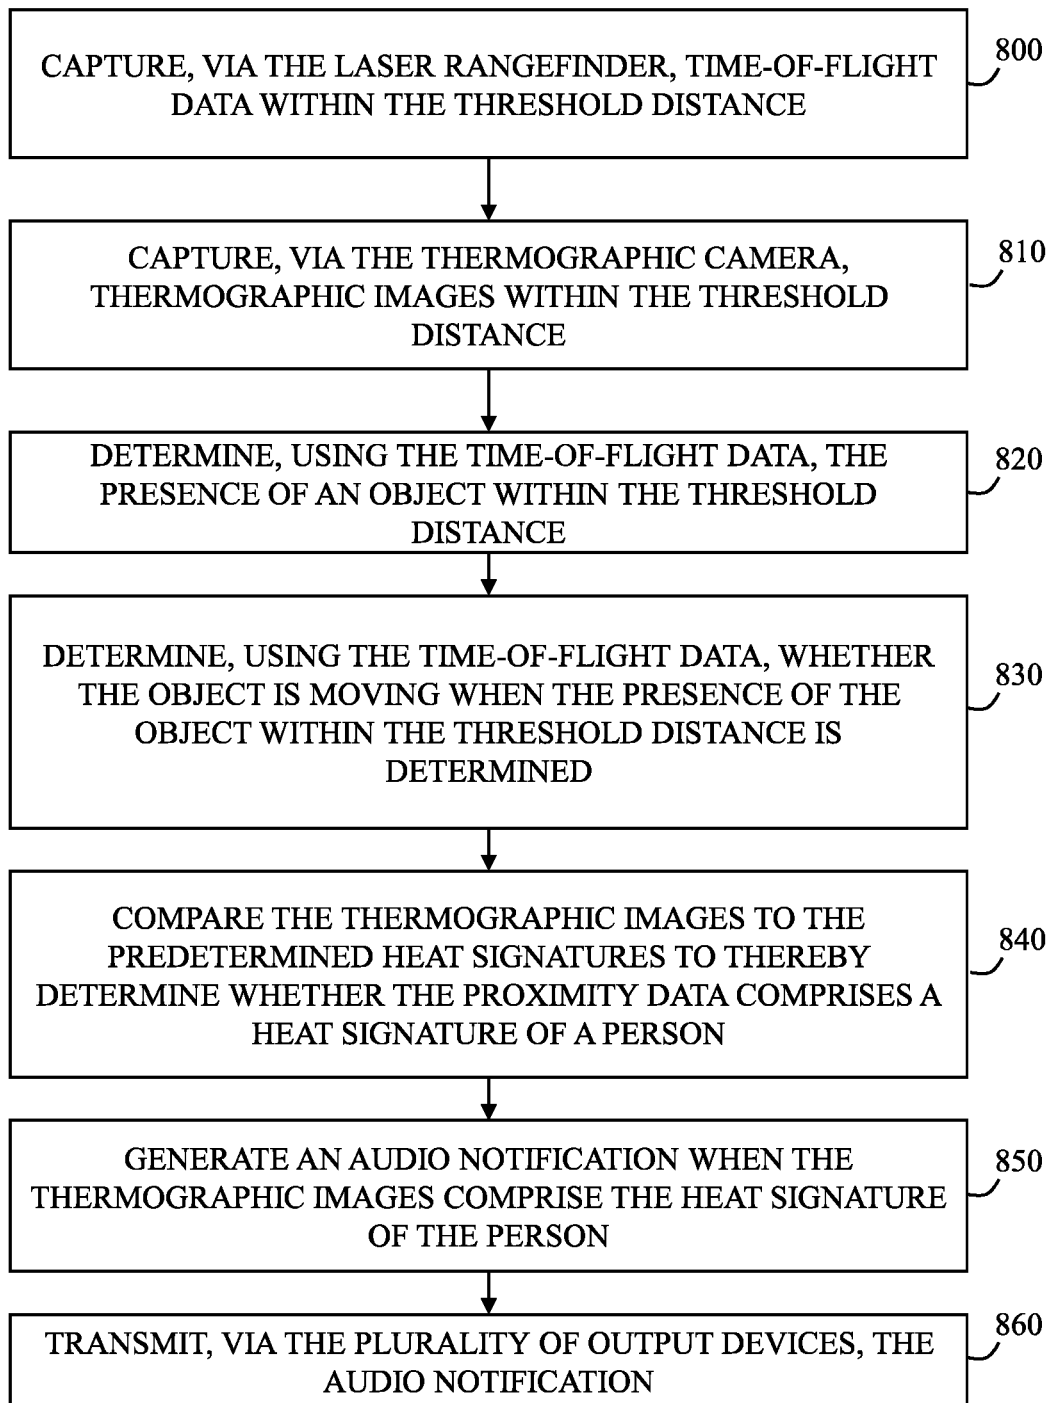 CAPTURE, VIA THE LASER RANGEFINDER, TIME-OF-FLIGHT
DATA WITHIN THE THRESHOLD DISTANCE
800
CAPTURE, VIA THE THERMOGRAPHIC CAMERA,
THERMOGRAPHIC IMAGES WITHIN THE THRESHOLD
DISTANCE
810
DETERMINE, USING THE TIME-OF-FLIGHT DATA, THE
PRESENCE OF AN OBJECT WITHIN THE THRESHOLD
DISTANCE
820
DETERMINE, USING THE TIME-OF-FLIGHT DATA, WHETHER
THE OBJECT IS MOVING WHEN THE PRESENCE OF THE
OBJECT WITHIN THE THRESHOLD DISTANCE IS
DETERMINED
830
COMPARE THE THERMOGRAPHIC IMAGES TO THE
PREDETERMINED HEAT SIGNATURES TO THEREBY
DETERMINE WHETHER THE PROXIMITY DATA COMPRISES A
HEAT SIGNATURE OF A PERSON
840
GENERATE AN AUDIO NOTIFICATION WHEN THE
THERMOGRAPHIC IMAGES COMPRISE THE HEAT SIGNATURE
OF THE PERSON
850
TRANSMIT, VIA THE PLURALITY OF OUTPUT DEVICES, THE
AUDIO NOTIFICATION
860